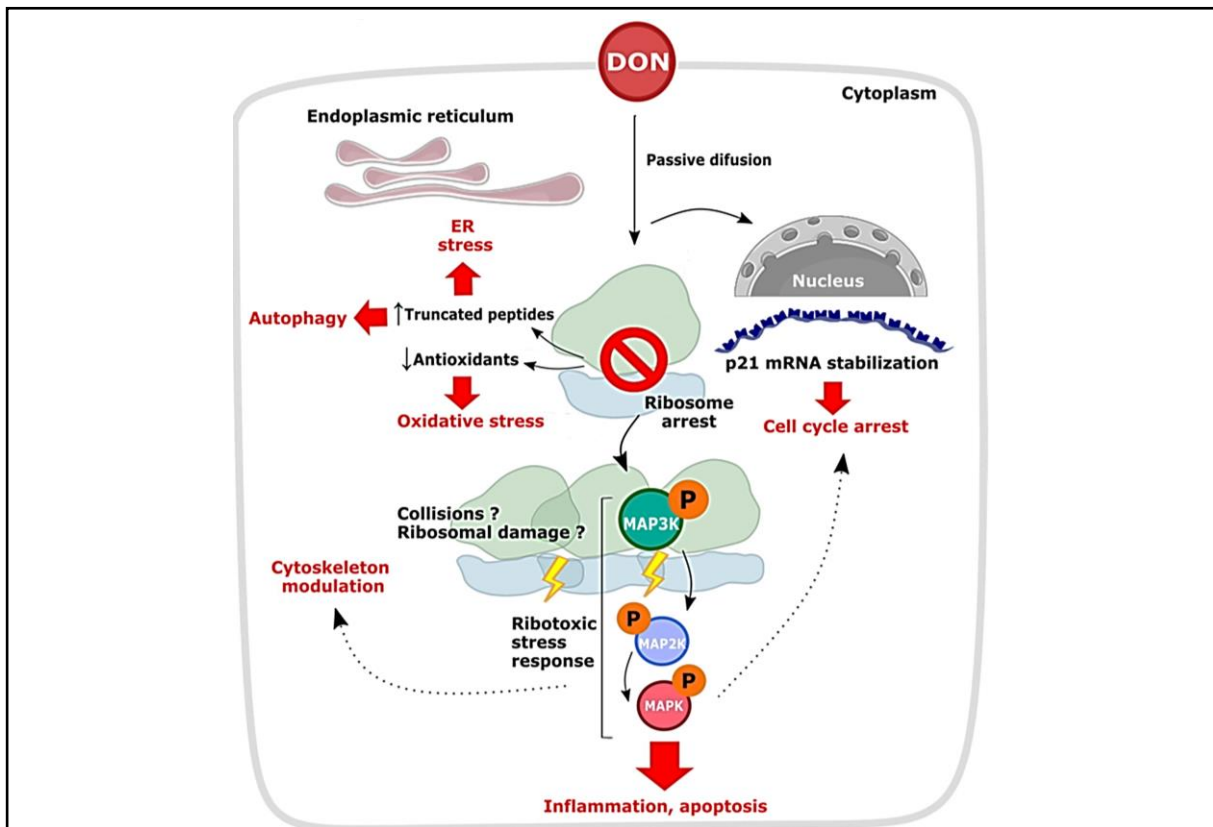 DON
Cytoplasm
Endoplasmic reticulum
Passive difusion
ER
stress
Nucleus
Autophagy
↑Truncated peptides
↓Antioxidants
p21 mRNA stabilization
Oxidative stress
Ribosome
arrest
Cell cycle arrest
Collisions ?
Ribosomal damage ?
MAP3K
P
Cytoskeleton
modulation
Ribotoxic
stress
response
P
MAP2K
P
MAPK
Inflammation, apoptosis